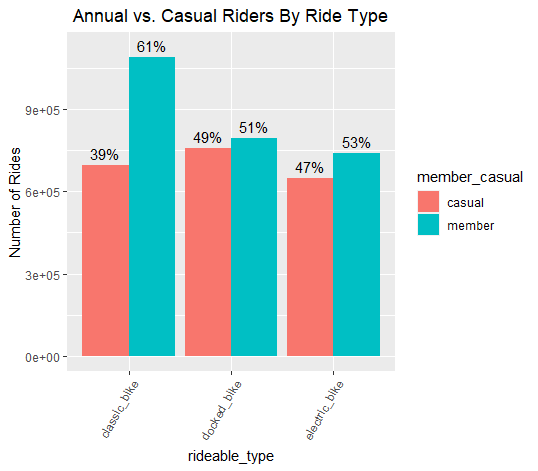 Annual vs. Casual Riders By Ride Type
Number of Rides
9e+05
6e+05
3e+05
0e+00
39%
61%
49%
51%
47%
53%
classic_bike
docked_bike
electric_bike
rideable_type
member_casual
casual
member